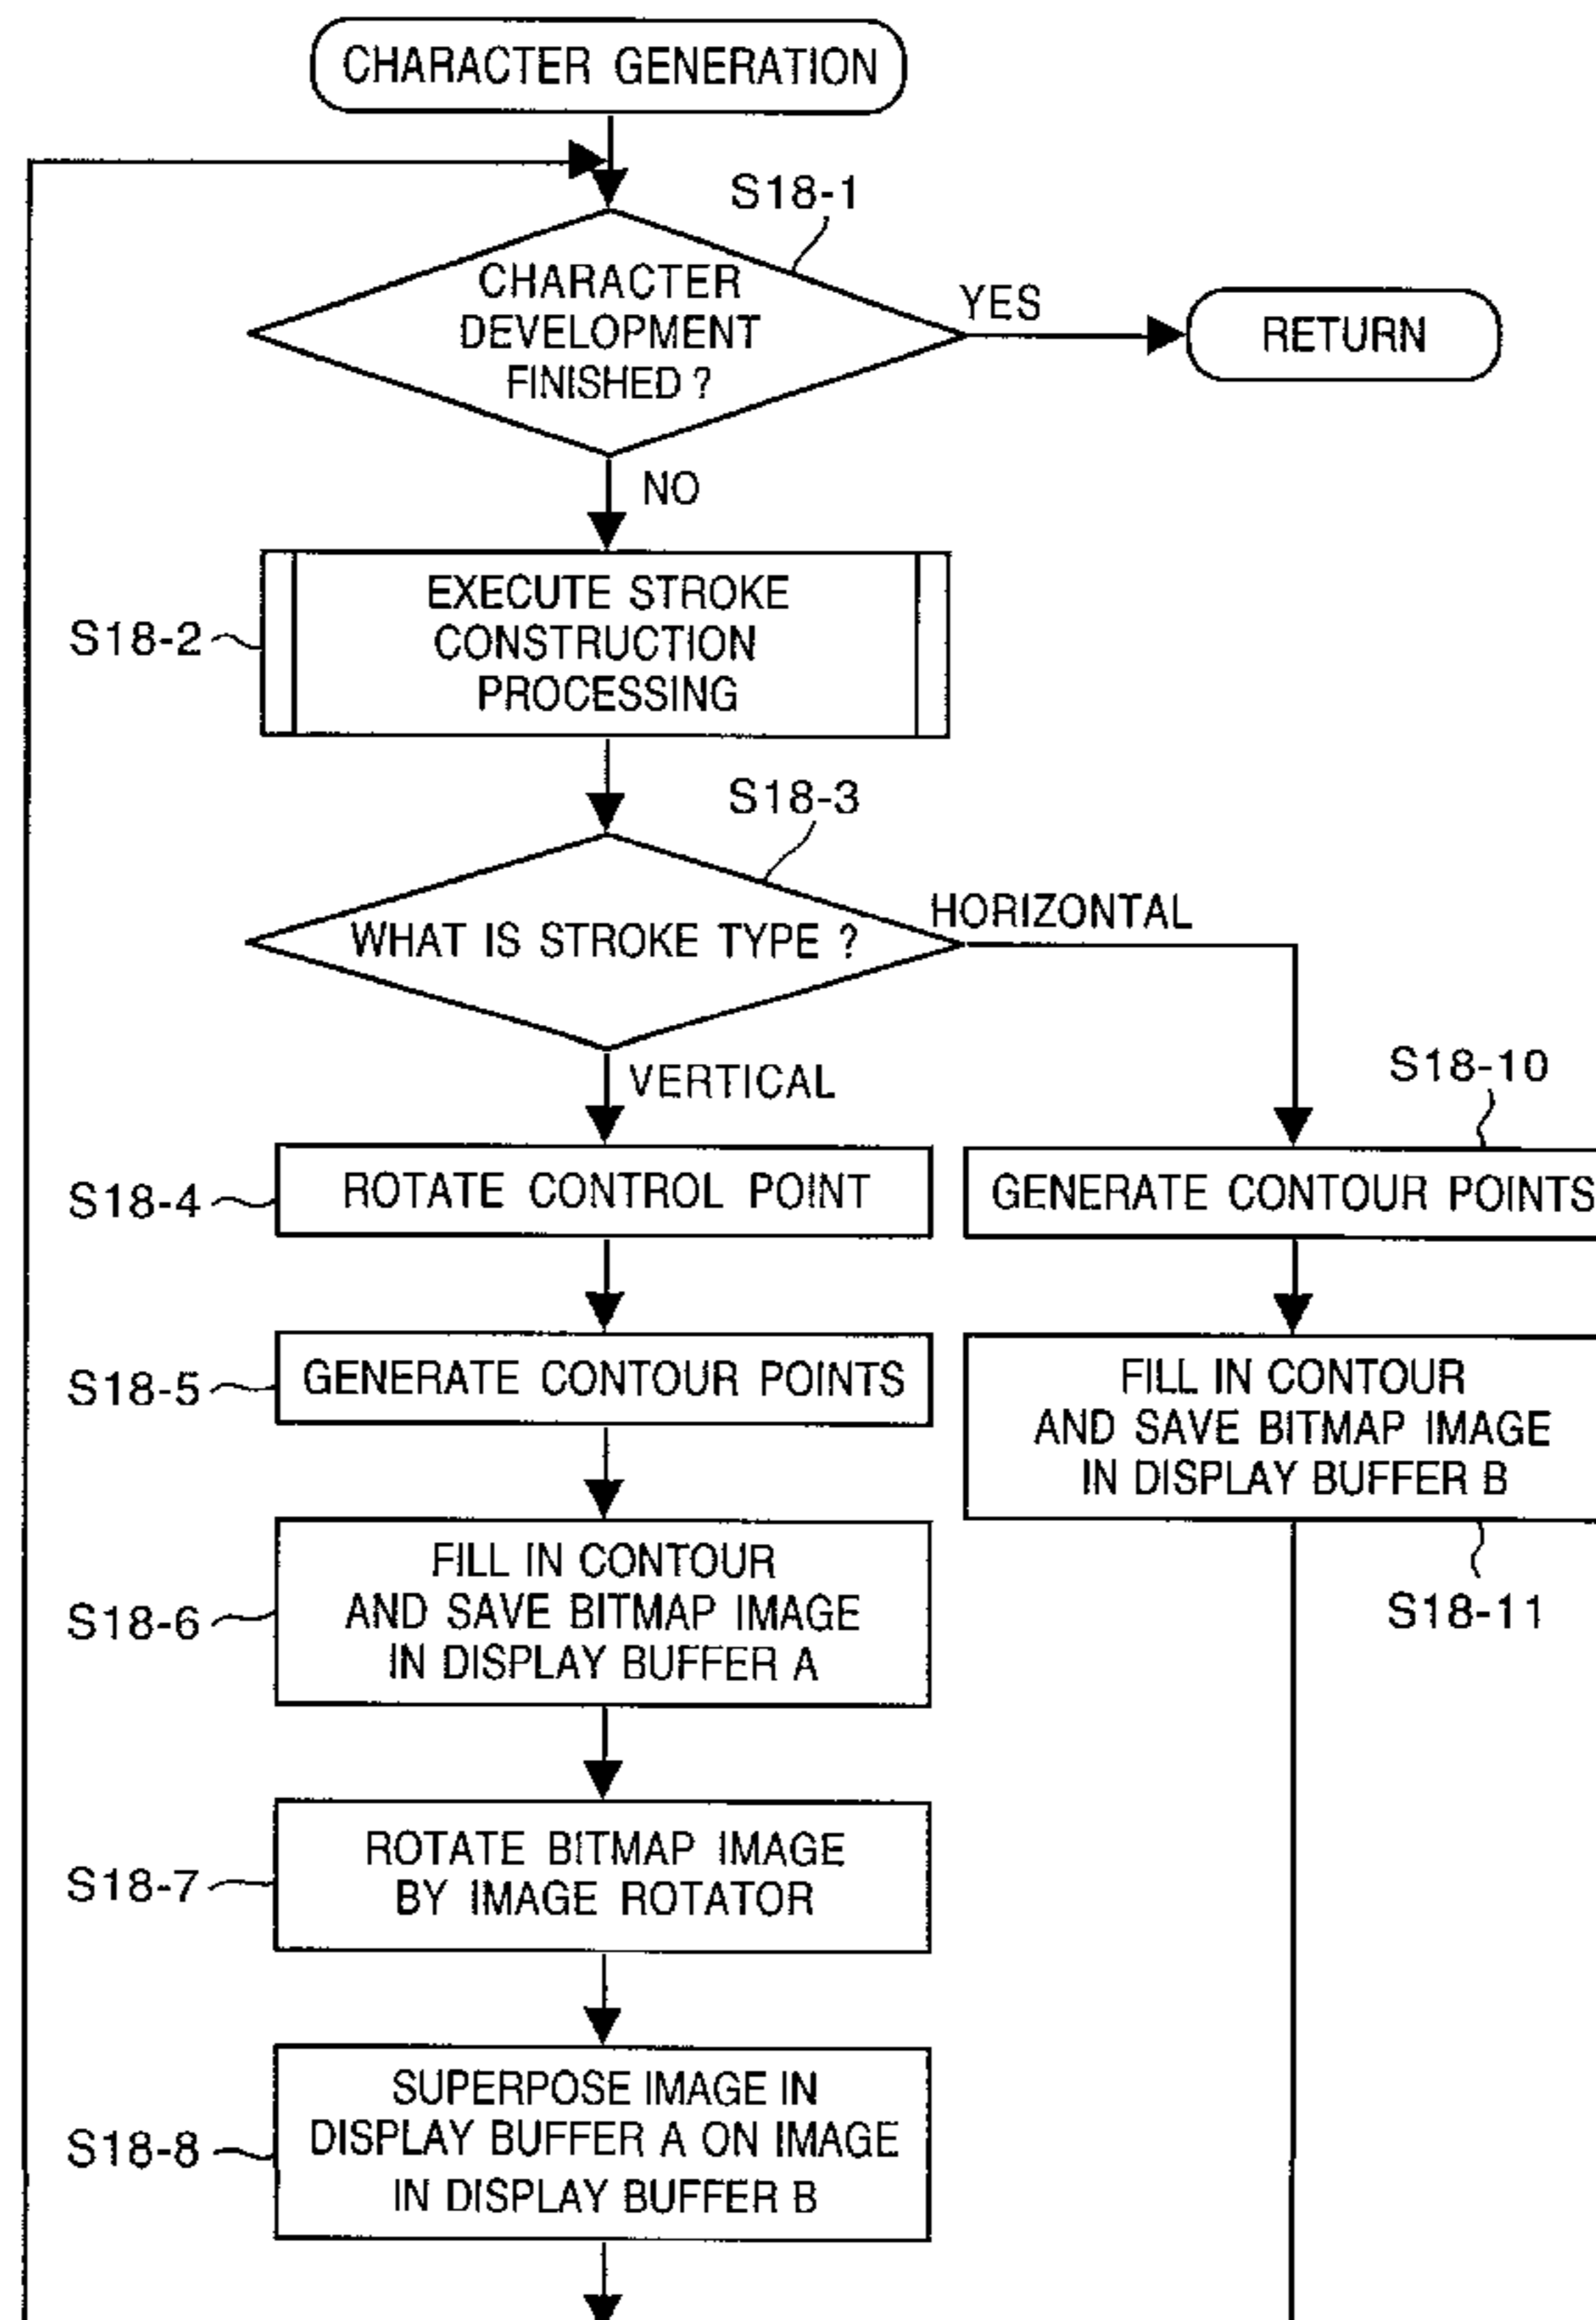 CHARACTER GENERATION
S18-1
CHARACTER
DEVELOPMENT
FINISHED ?
YES
RETURN
NO
S18-2
EXECUTE STROKE
CONSTRUCTION
PROCESSING
S18-3
WHAT IS STROKE TYPE ?
HORIZONTAL
VERTICAL
S18-10
S18-4
ROTATE CONTROL POINT
GENERATE CONTOUR POINTS
S18-5
GENERATE CONTOUR POINTS
FILL IN CONTOUR
AND SAVE BITMAP IMAGE
IN DISPLAY BUFFER B
S18-11
S18-6
FILL IN CONTOUR
AND SAVE BITMAP IMAGE
IN DISPLAY BUFFER A
S18-7
ROTATE BITMAP IMAGE
BY IMAGE ROTATOR
S18-8
SUPERPOSE IMAGE IN
DISPLAY BUFFER A ON IMAGE
IN DISPLAY BUFFER B